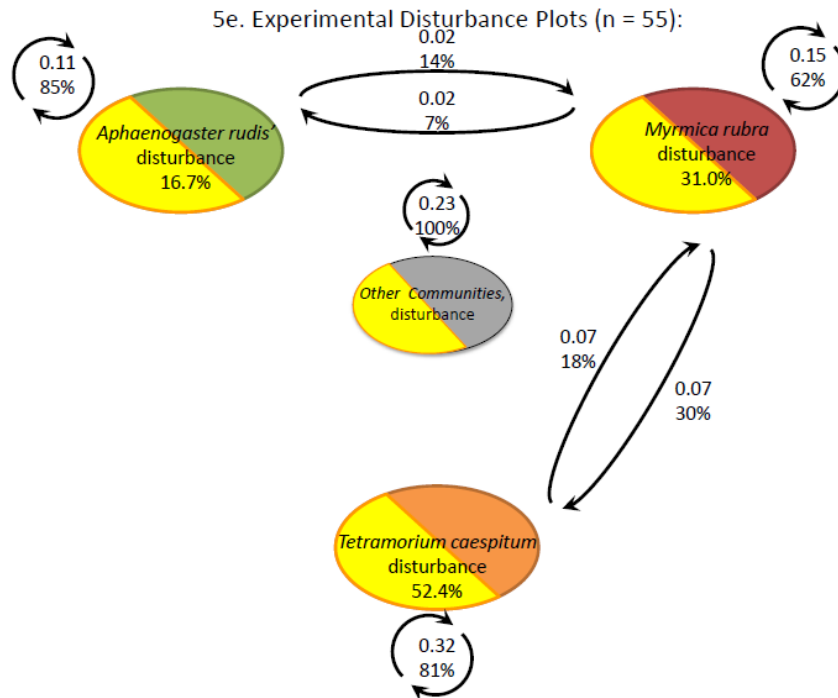 5e. Experimental Disturbance Plots (n = 55):
0.02
14%
0.11
85%
0.15
62%
0.02
7%
Aphaenogaster rudis’
disturbance
16.7%
Myrmica rubra
disturbance
31.0%
0.23
100%
Other Communities,
disturbance
0.07
18%
0.07
30%
Tetramorium caespitum
disturbance
52.4%
0.32
81%